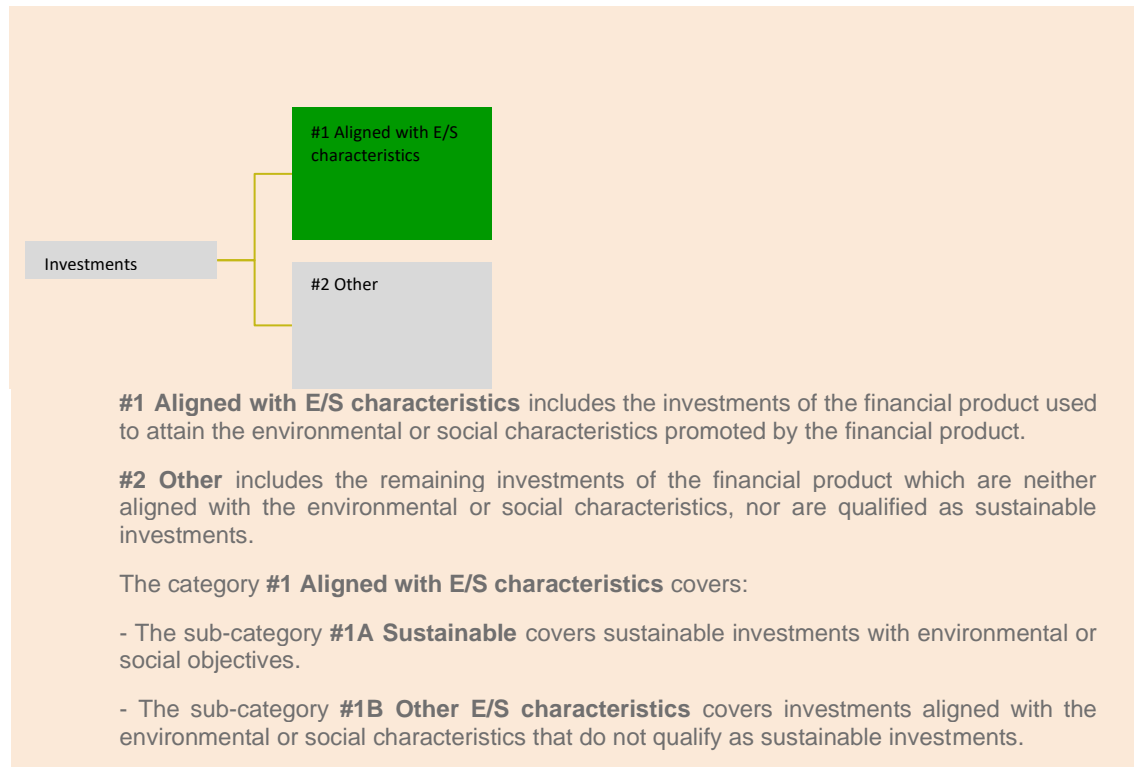 #1 Aligned with E/S
characteristics
Investments
#2 Other
#1 Aligned with E/S characteristics includes the investments of the financial product used
to attain the environmental or social characteristics promoted by the financial product.
#2 Other includes the remaining investments of the financial product which are neither
aligned with the environmental or social characteristics, nor are qualified as sustainable
investments.
The category #1 Aligned with E/S characteristics covers:
- The sub-category #1A Sustainable covers sustainable investments with environmental or
social objectives.
- The sub-category #1B Other E/S characteristics covers investments aligned with the
environmental or social characteristics that do not qualify as sustainable investments.